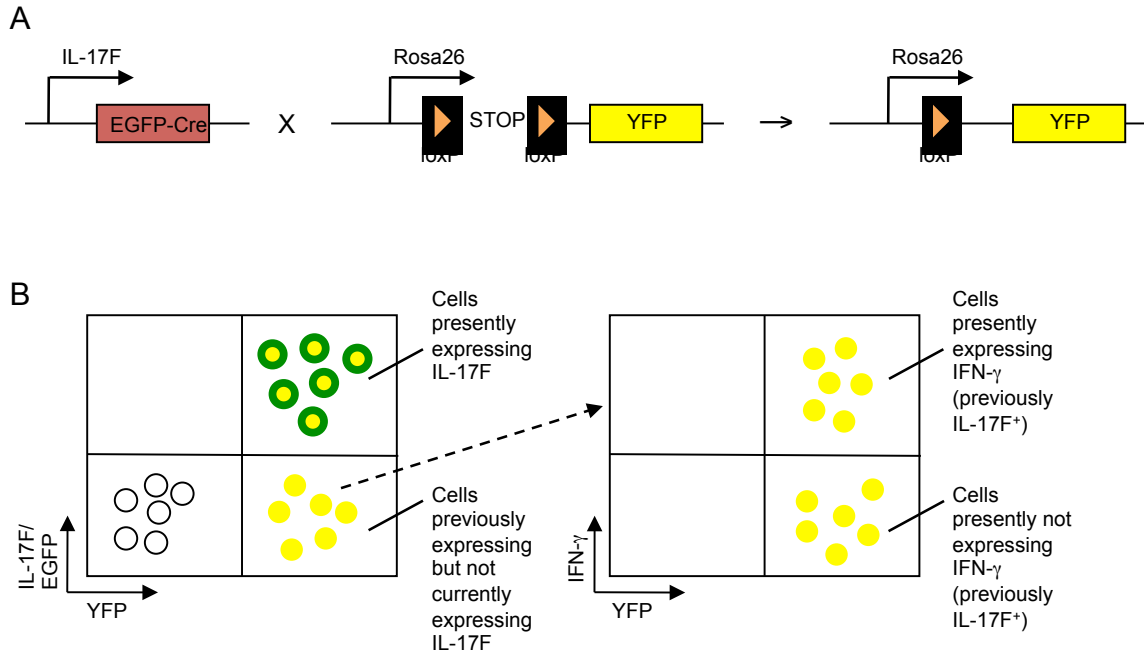 A
IL-17F
EGFP-Cre
X
Rosa26
STOP
YFP
loxP
Rosa26
YFP
loxP
B
Cells
presently
expressing
IL-17F
Cells
previously
expressing
but not
currently
expressing
IL-17F
IL-17F/
EGFP
YFP
Cells
presently
expressing
IFN-γ
(previously
IL-17F⁺)
Cells
presently not
expressing
IFN-γ
(previously
IL-17F⁺)
IFN-γ
YFP